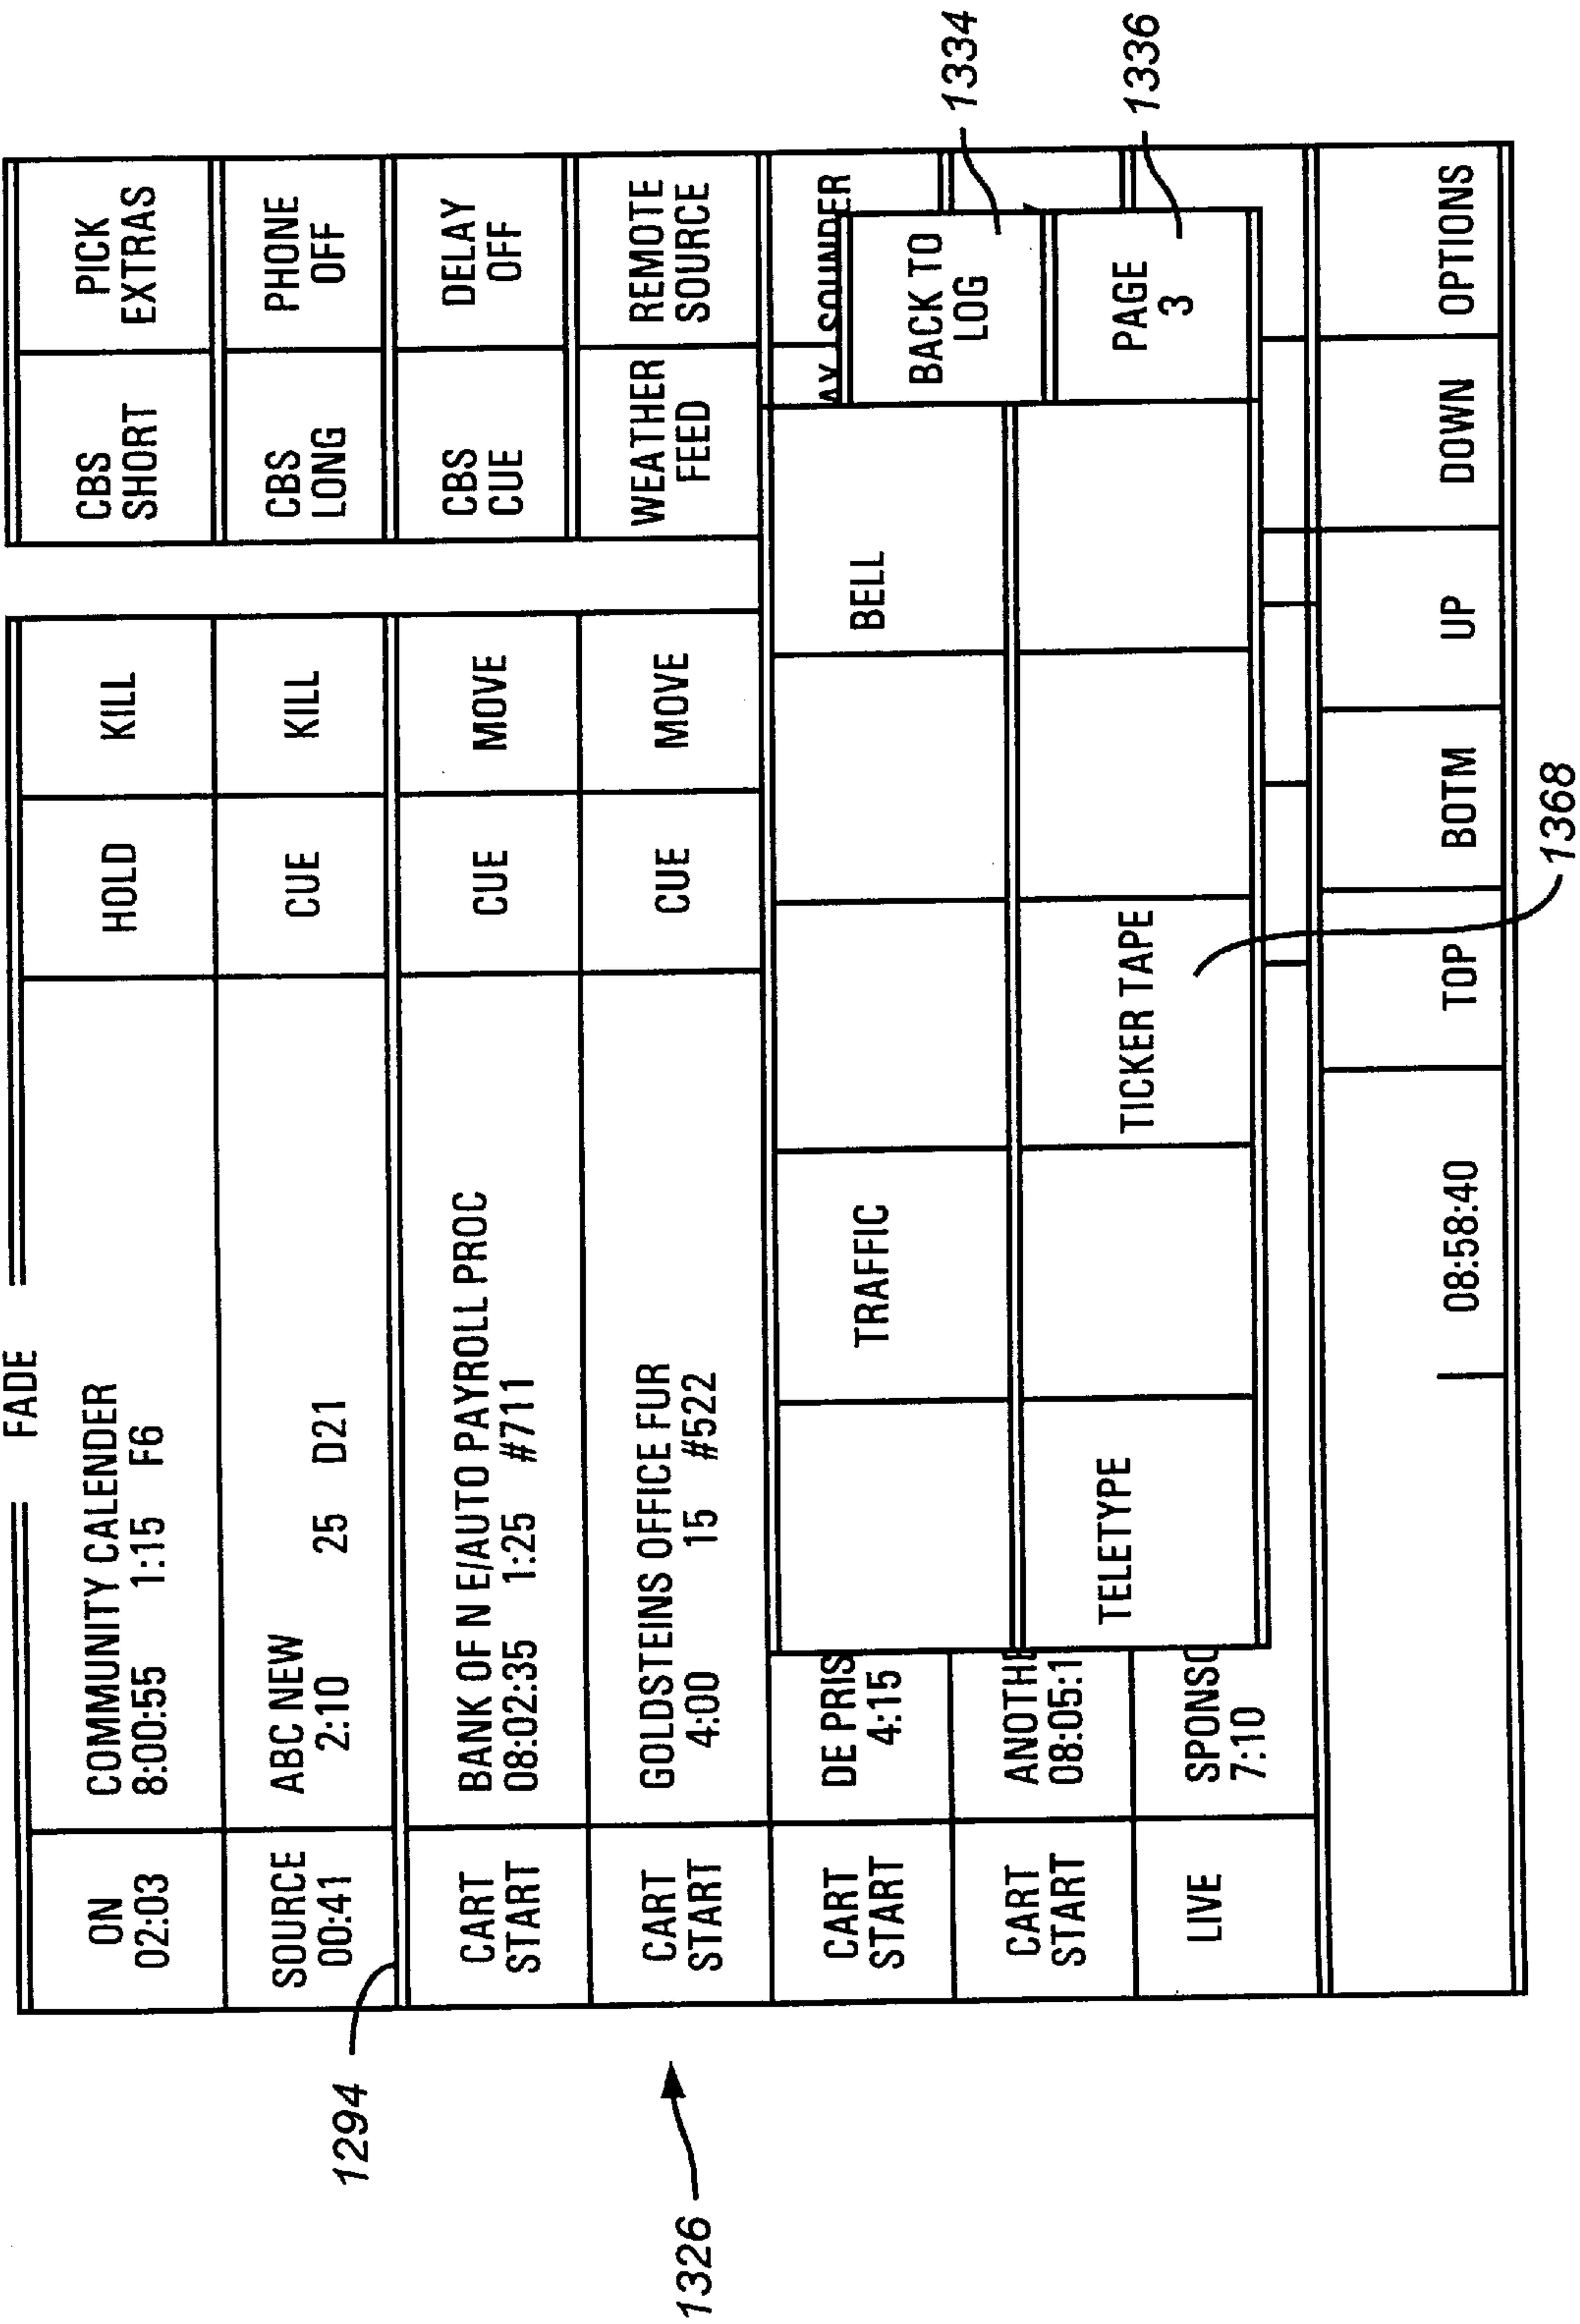 FADE
ON
02:03
COMMUNITY CALENDER
8:00:55 1:15 F6
HOLD
KILL
CBS
SHORT
PICK
EXTRAS
SOURCE
00:41
ABC NEW
2:10 25 D21
CUE
KILL
CBS
LONG
PHONE
OFF
1294
CART
START
BANK OF N E/AUTO PAYROLL PROC
08:02:35 1:25 #711
CUE
MOVE
CBS
CUE
DELAY
OFF
1326
CART
START
GOLDSTEINS OFFICE FUR
4:00 15 #522
CUE
MOVE
WEATHER
FEED
REMOTE
SOURCE
CART
START
DE PRIS
4:15
TRAFFIC
BELL
AY SOUNDER
BACK TO
LOG
1334
CART
START
ANOTHE
08:05:1
LIVE
SPONSO
7:10
TELETYPE
TICKER TAPE
PAGE
3
1336
08:58:40
TOP
BOTM
UP
DOWN
OPTIONS
1368